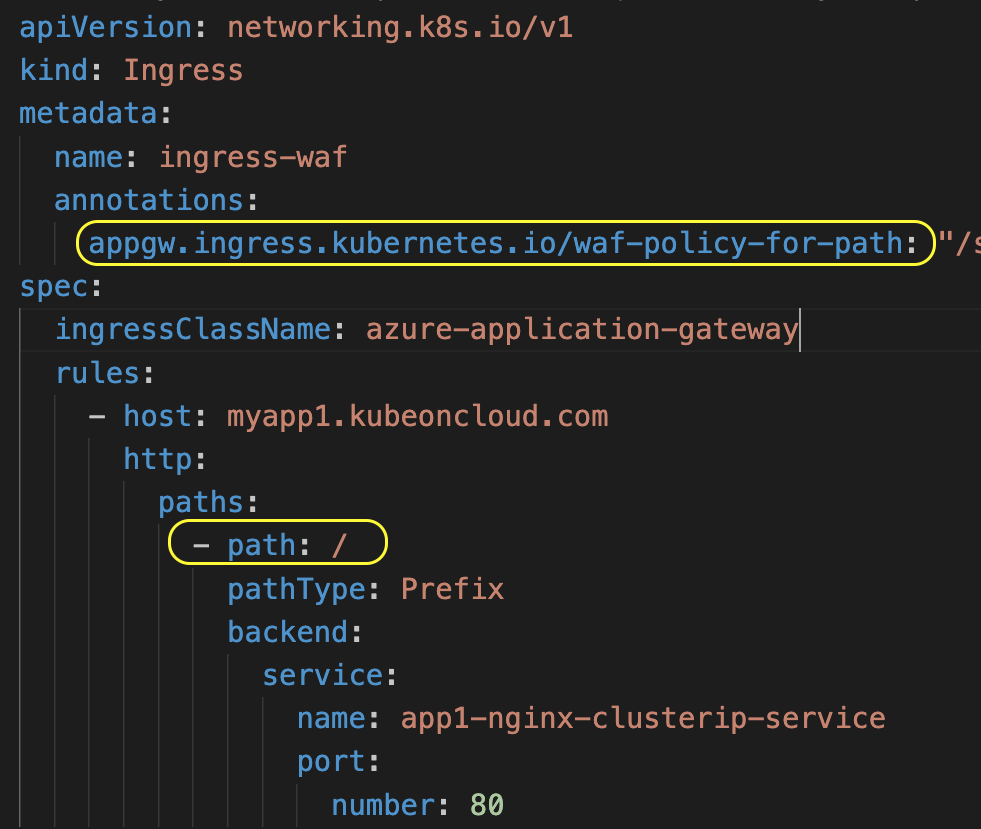 apiVersion: networking.k8s.io/v1
kind: Ingress
metadata:
  name: ingress-waf
  annotations:
    appgw.ingress.kubernetes.io/waf-policy-for-path: "/s
spec:
  ingressClassName: azure-application-gateway
  rules:
    - host: myapp1.kubeoncloud.com
      http:
        paths:
          - path: /
            pathType: Prefix
            backend:
              service:
                name: app1-nginx-clusterip-service
                port:
                  number: 80